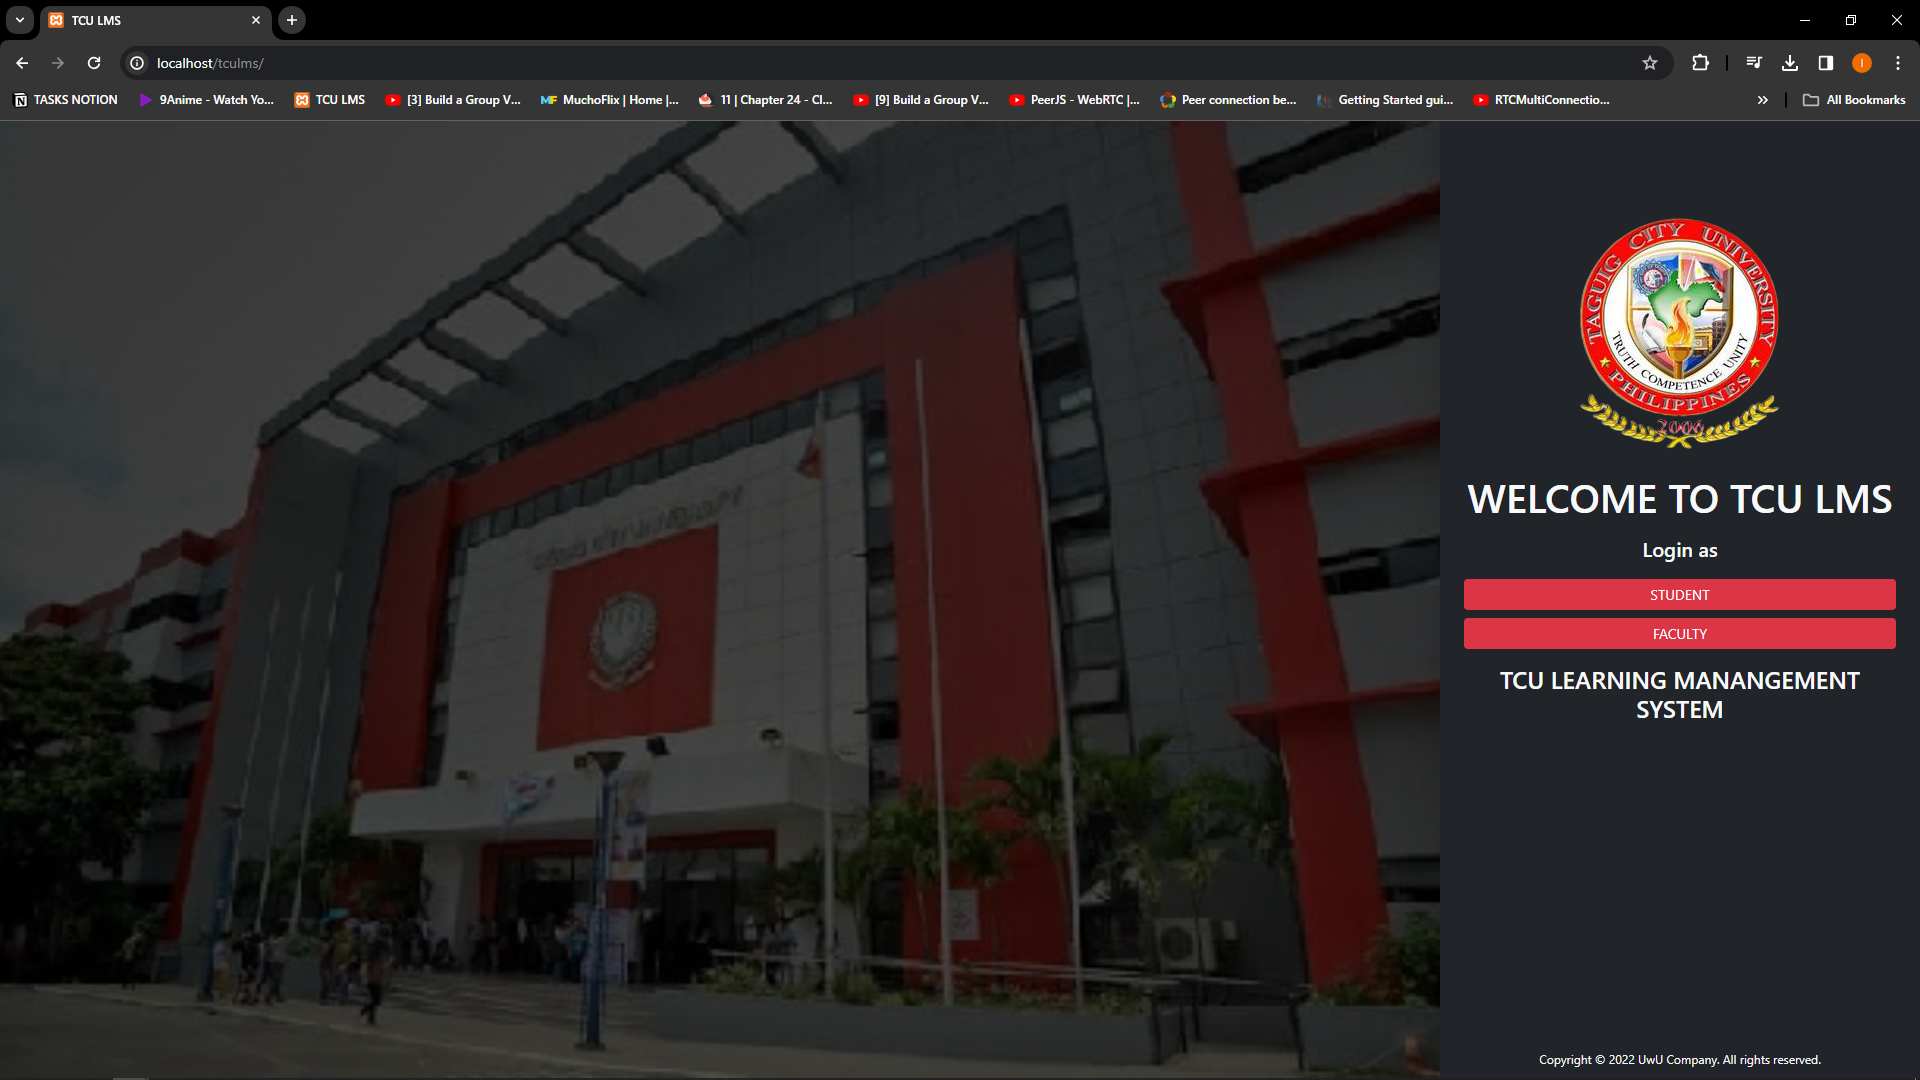 TCU LMS
localhost/tculms/
TASKS NOTION
9Anime - Watch Yo...
TCU LMS
[3] Build a Group V...
MuchoFlix | Home |...
11 | Chapter 24 - Cl...
[9] Build a Group V...
PeerJS - WebRTC |...
Peer connection be...
Getting Started gui...
RTCMultiConnectio...
All Bookmarks
TAGUIG CITY UNIVERSITY
TRUTH COMPETENCE UNITY
PHILIPPINES
2006
WELCOME TO TCU LMS
Login as
STUDENT
FACULTY
TCU LEARNING MANANGEMENT
SYSTEM
Copyright © 2022 UwU Company. All rights reserved.